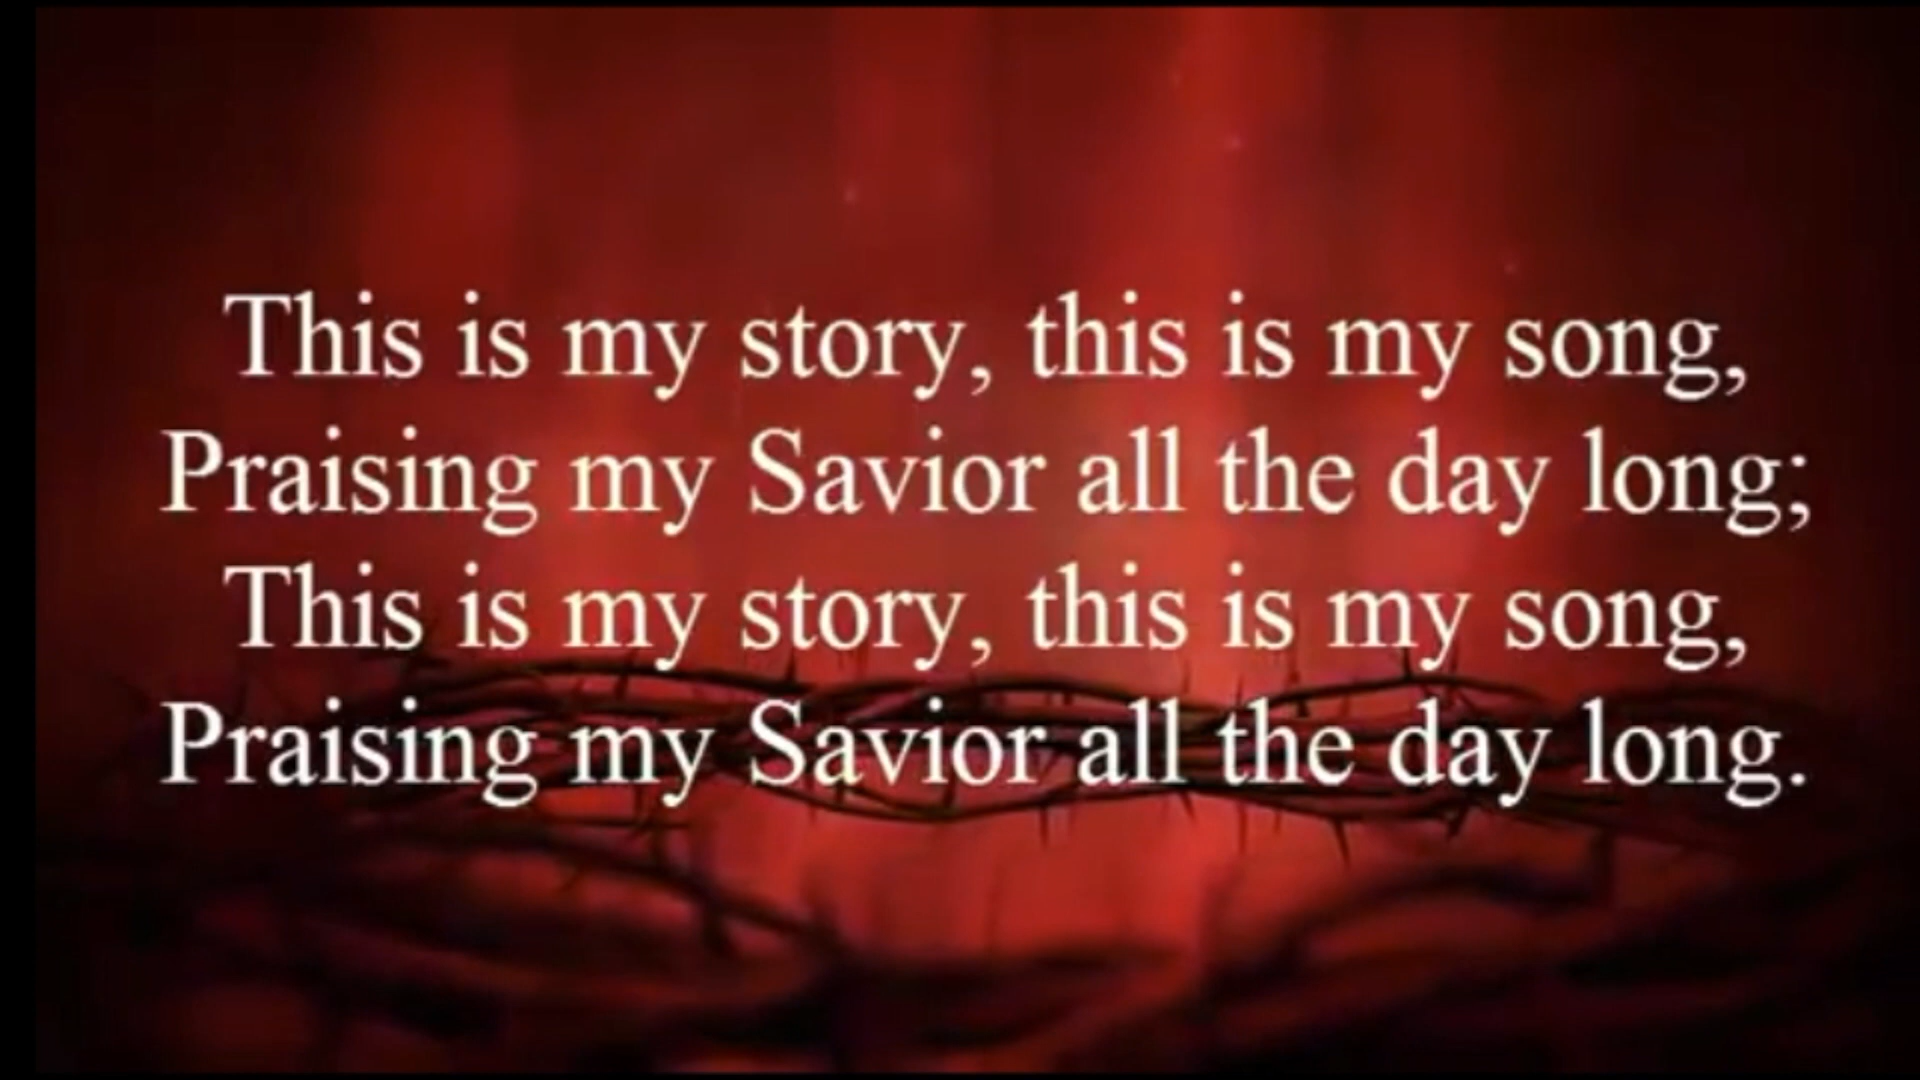 This is my story, this is my song,
Praising my Savior all the day long;
This is my story, this is my song,
Praising my Savior all the day long.